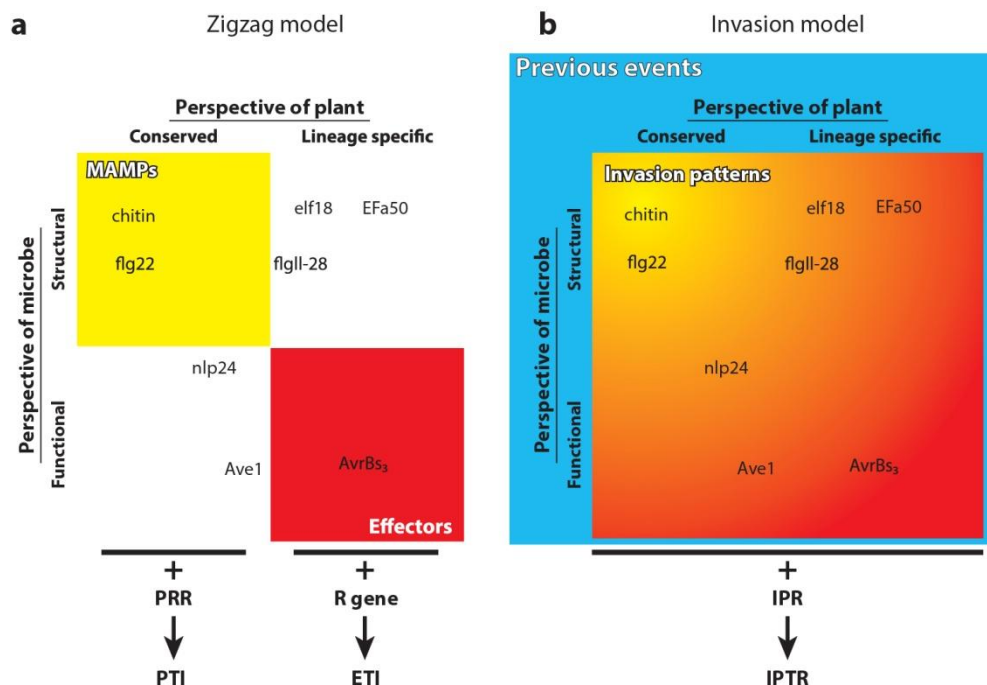 a
Zigzag model
Perspective of plant
Conserved
Lineage specific
Perspective of microbe
Structural
Functional
MAMPs
chitin
elf18
EFa50
flg22
flgII-28
nlp24
Ave1
AvrBs₃
Effectors
+
PRR
PTI
+
R gene
ETI
b
Invasion model
Previous events
Perspective of plant
Conserved
Lineage specific
Perspective of microbe
Structural
Functional
Invasion patterns
chitin
elf18
EFa50
flg22
flgII-28
nlp24
Ave1
AvrBs₃
+
IPR
IPTR